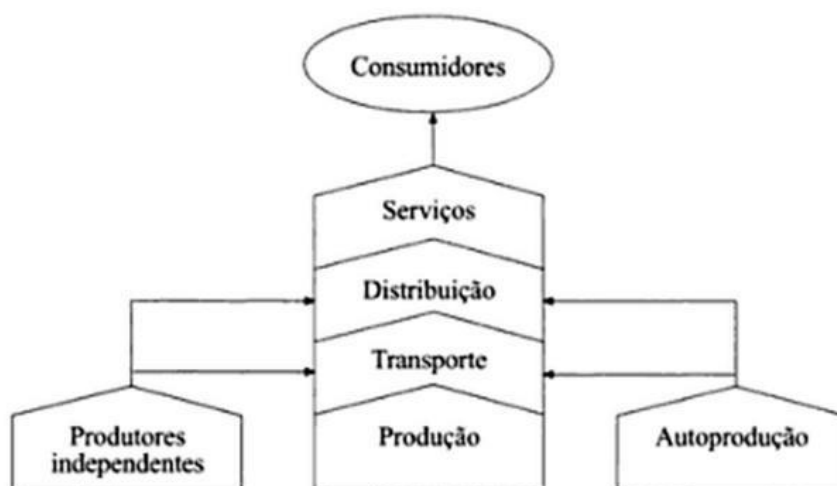 Consumidores
Serviços
Distribuição
Transporte
Produtores
independentes
Produção
Autoprodução